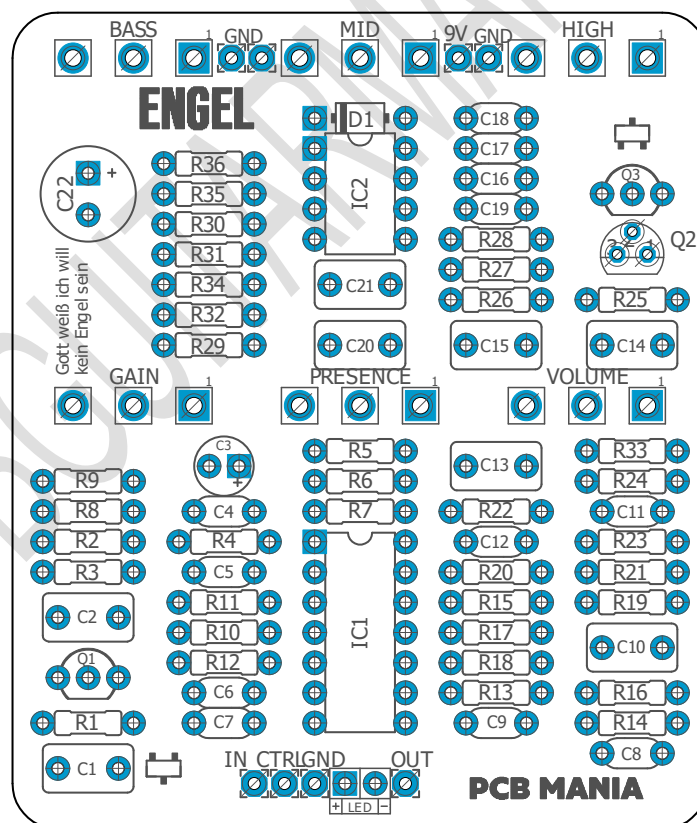 BASS 1 GND MID 1 9V GND HIGH 1
ENGEL
D1 C18
C17
R36 C16 Q3
C22 + R35 IC2 C19
R30 R28 3 2 1 Q2
R31 R27
Gott weiß ich will
kein Engel sein
R34 C21 R26 R25
R32
R29 C20 C15 C14
GAIN 1 PRESENCE 1 VOLUME 1
C3 + R5 C13 R33
R9 R6 R24
R8 C4 R7 R22 C11
R2 R4 C12 R23
R3 C5 R20 R21
C2 R11 R15 R19
R10 IC1 R17 C10
Q1 R12 R18
C6 R13 R16
R1 C7 C9 R14
C1 C8
IN CTRL GND OUT
+ LED −
PCB MANIA
GUITARMA